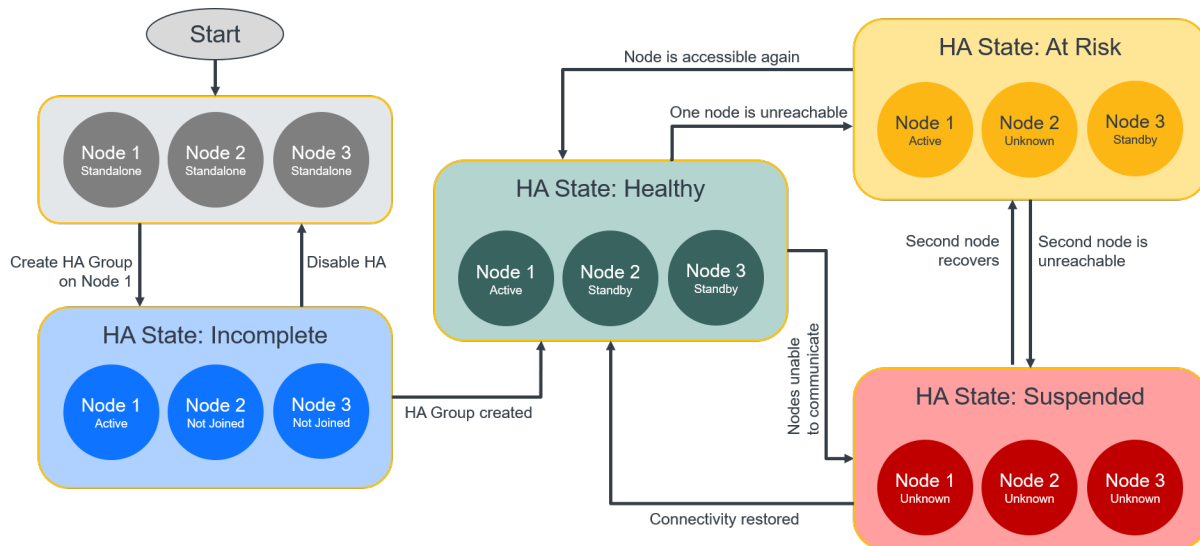 Start
Node 1
Standalone
Node 2
Standalone
Node 3
Standalone
Create HA Group
on Node 1
Disable HA
HA State: Incomplete
Node 1
Active
Node 2
Not Joined
Node 3
Not Joined
HA Group created
HA State: Healthy
Node 1
Active
Node 2
Standby
Node 3
Standby
Node is accessible again
One node is unreachable
HA State: At Risk
Node 1
Active
Node 2
Unknown
Node 3
Standby
Second node
recovers
Second node is
unreachable
Nodes unable
to communicate
HA State: Suspended
Node 1
Unknown
Node 2
Unknown
Node 3
Unknown
Connectivity restored